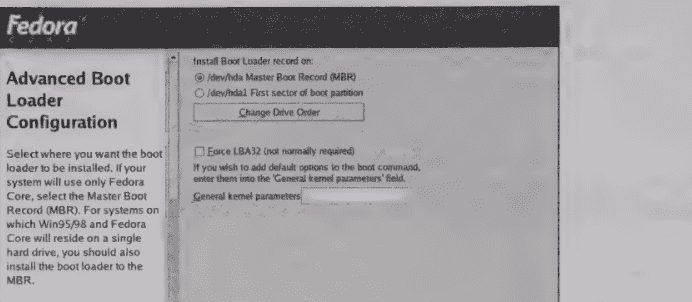 Fedora
Advanced Boot
Loader
Configuration
Select where you want the boot
loader to be installed. If your
system will use only Fedora
Core, select the Master Boot
Record (MBR). For systems on
which Win95/98 and Fedora
Core will reside on a single
hard drive, you should also
install the boot loader to the
MBR.
Install Boot Loader record on:
/dev/hda Master Boot Record (MBR)
/dev/hda1 First sector of boot partition
Change Drive Order
Force LBA32 (not normally required)
If you wish to add default options to the boot command,
enter them into the 'General kernel parameters' field.
General kernel parameters